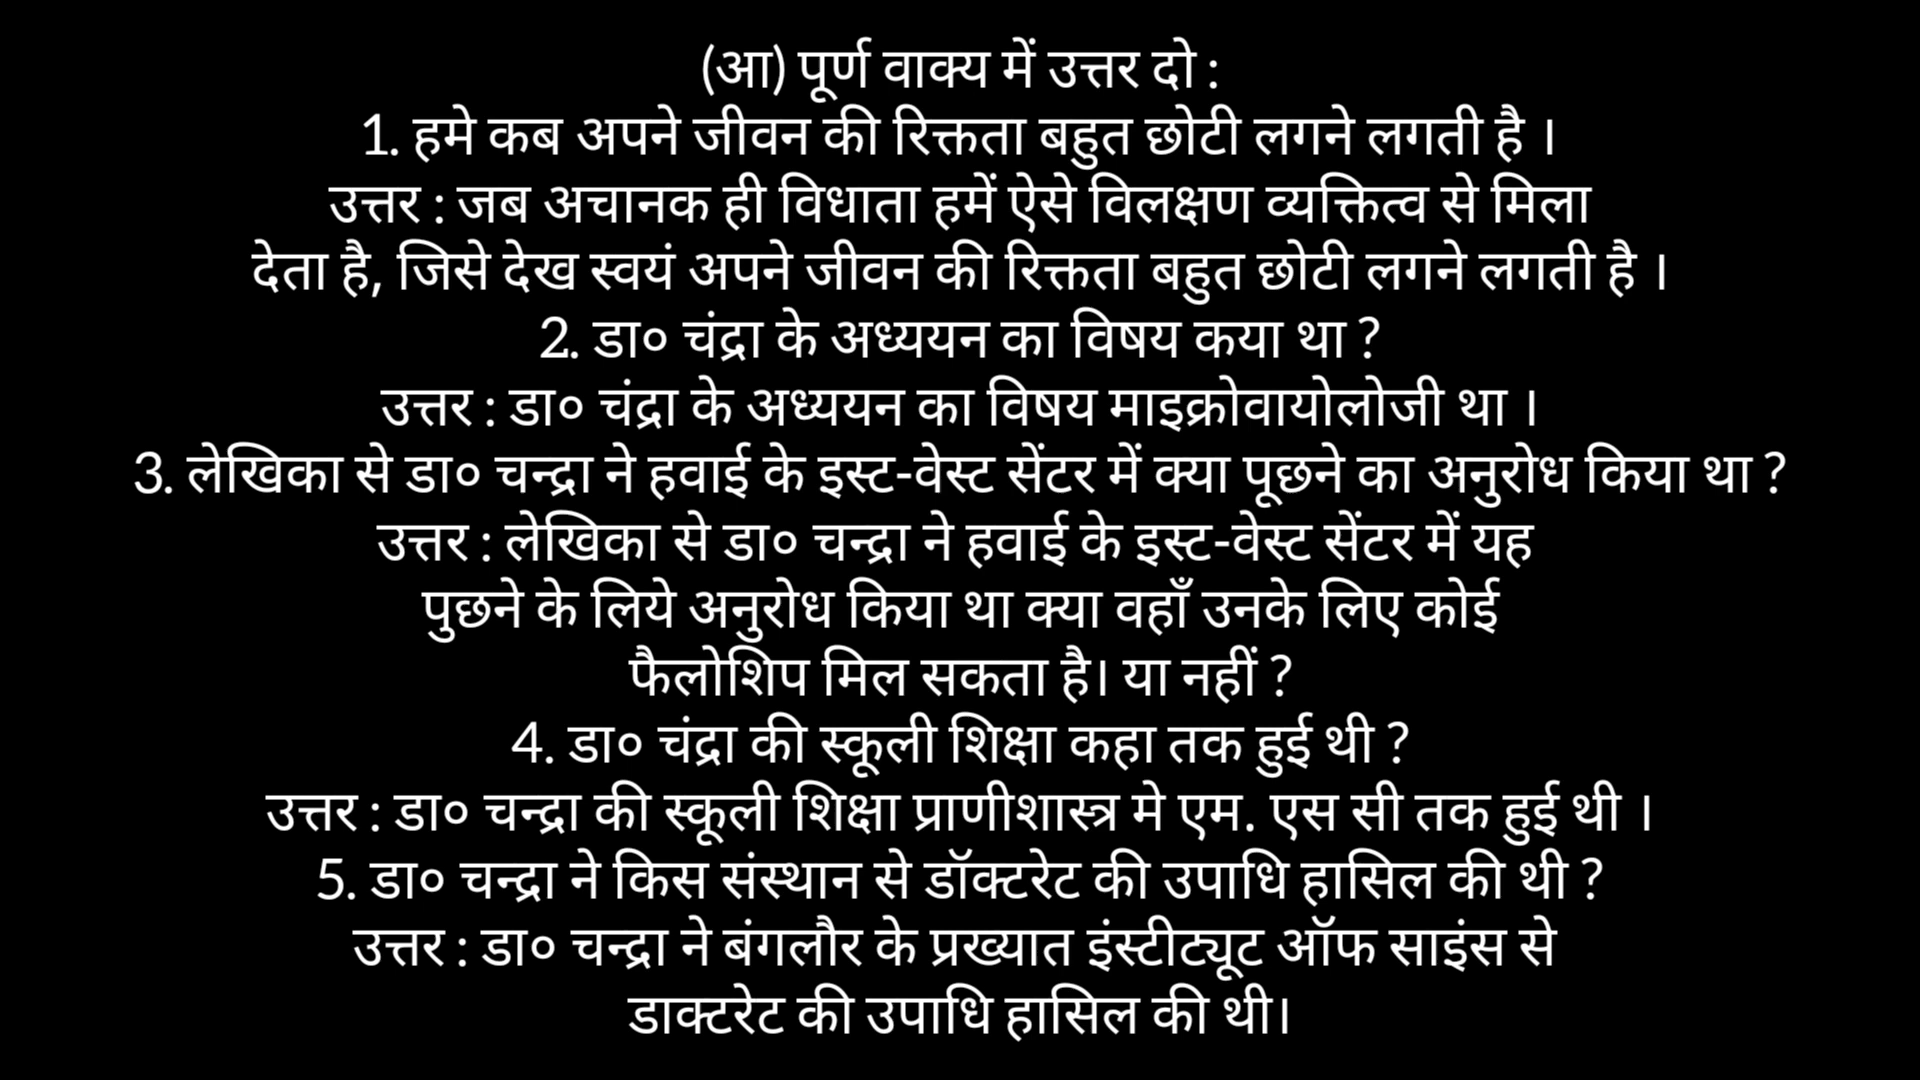 (आ) पूर्ण वाक्य में उत्तर दो :
1. हमे कब अपने जीवन की रिक्तता बहुत छोटी लगने लगती है ।
उत्तर : जब अचानक ही विधाता हमें ऐसे विलक्षण व्यक्तित्व से मिला
देता है, जिसे देख स्वयं अपने जीवन की रिक्तता बहुत छोटी लगने लगती है ।
2. डा० चंद्रा के अध्ययन का विषय कया था ?
उत्तर : डा० चंद्रा के अध्ययन का विषय माइक्रोवायोलोजी था ।
3. लेखिका से डा० चन्द्रा ने हवाई के इस्ट-वेस्ट सेंटर में क्या पूछने का अनुरोध किया था ?
उत्तर : लेखिका से डा० चन्द्रा ने हवाई के इस्ट-वेस्ट सेंटर में यह
पुछने के लिये अनुरोध किया था क्या वहाँ उनके लिए कोई
फैलोशिप मिल सकता है। या नहीं ?
4. डा० चंद्रा की स्कूली शिक्षा कहा तक हुई थी ?
उत्तर : डा० चन्द्रा की स्कूली शिक्षा प्राणीशास्त्र मे एम. एस सी तक हुई थी ।
5. डा० चन्द्रा ने किस संस्थान से डॉक्टरेट की उपाधि हासिल की थी ?
उत्तर : डा० चन्द्रा ने बंगलौर के प्रख्यात इंस्टीट्यूट ऑफ साइंस से
डाक्टरेट की उपाधि हासिल की थी।